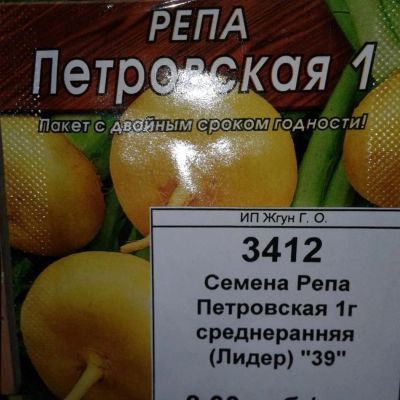 РЕПА
Петровская 1
Пакет с двойным сроком годности!
ИП Жгун Г. О.
3412
Семена Репа
Петровская 1г
среднеранняя
(Лидер) "39"